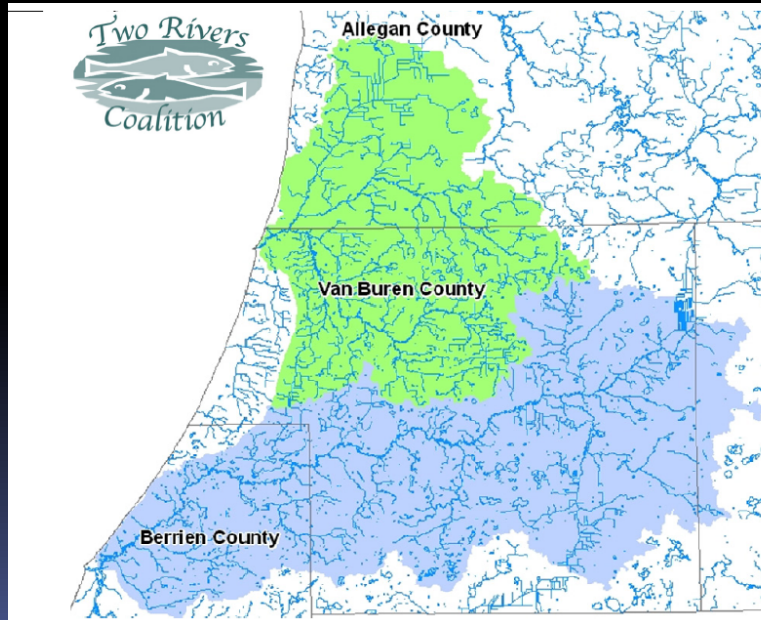 Two Rivers
Coalition
Allegan County
Van Buren County
Berrien County